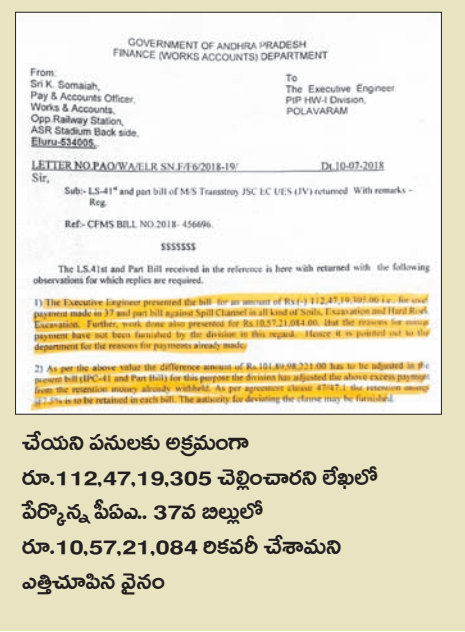 GOVERNMENT OF ANDHRA PRADESH
FINANCE (WORKS ACCOUNTS) DEPARTMENT
From
Sri K. Somaiah,
Pay & Accounts Officer,
Works & Accounts,
Opp.Railway Station,
ASR Stadium Back side,
Eluru-534005.
To
The Executive Engineer
PIP HW-I Division,
POLAVARAM
LETTER NO.PAO/WA/ELR SN.F/F6/2018-19/ Dt.10-07-2018
Sir,
Sub:- LS-41st and part bill of M/S Transstroy JSC EC UES (JV) returned With remarks –
Reg.
Ref:- CFMS BILL NO.2018- 456696.
$$$$$$$
The LS.41st and Part Bill received in the reference is here with returned with the following
observations for which replies are required.
1) The Executive Engineer presented the bill for an amount of Rs.(-) 112,47,19,305.00 i.e., for
payment made in 37 and part bill against Spill Channel in all kind of Soils, Excavation and Hard Rock
Excavation. Further, work done also presented for Rs.10,57,21,084.00. But the reasons for
payment have not been furnished by the division in this regard. Hence it is pointed out to the
department for the reasons for payments already made.
2) As per the above value the difference amount of Rs.101,89,98,221.00 has to be adjusted in the
present bill (IPC-41 and Part Bill) for this purpose the division has adjusted the above excess payment
from the retention money already withheld. As per agreement clause 47/47.1 the retention money
@7.5% is to be retained in each bill. The authority for deviating the clause may be furnished.
చేయని పనులకు అక్రమంగా
రూ.112,47,19,305 చెల్లించారని లేఖలో
పేర్కొన్న పీఏఏ.. 37వ బిల్లులో
రూ.10,57,21,084 రికవరీ చేశామని
ఎత్తిచూపిన వైనం